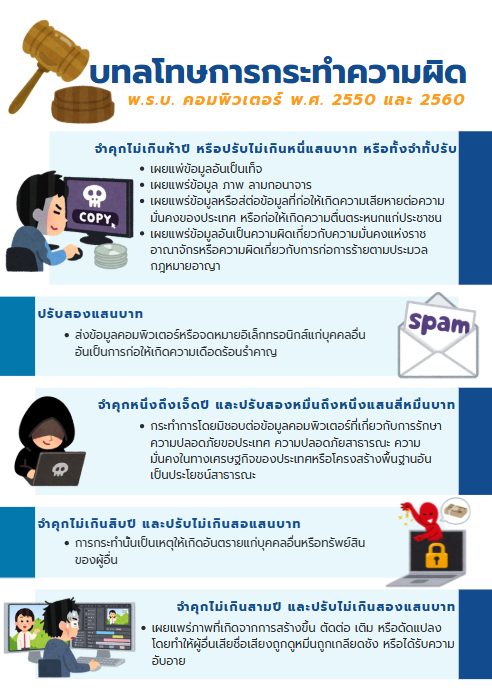 บทลโทษการกระทำความผิด
พ.ร.บ. คอมพิวเตอร์ พ.ศ. 2550 และ 2560
จำคุกไม่เกินห้าปี หรือปรับไม่เกินหนึ่แสนบาท หรือทั้งจำทั้ปรับ
เผยแพ่ข้อมูลอันเป็นเท็จ
เผยแพร่ข้อมูล ภาพ ลามกอนาจาร
เผยแพร่ข้อมูลหรือส่ต่อข้อมูลที่ก่อให้เกิดความเสียหายต่อความ
มั่นคงของประเทศ หรือก่อให้เกิดความตื่นตระหนกแก่ประชาชน
เผยแพร่ข้อมูลอันเป็นความผิดเกี่ยวกับความมั่นคงแห่งราช
อาณาจักรหรือความผิดเกี่ยวกับการก่อการร้ายตามประมวล
กฎหมายอาญา
COPY
ปรับสองแสนบาท
ส่งข้อมูลคอมพิวเตอร์หรือจดหมายอิเล็กทรอนิกส์แก่บุคคลอื่น
อันเป็นการก่อให้เกิดความเดือดร้อนรำคาญ
spam
จำคุกหนึ่งถึงเจ็ดปี และปรับสองหมื่นถึงหนึ่งแสนสี่หมื่นบาท
กระทำการโดยมิชอบต่อข้อมูลคอมพิวเตอร์ที่เกี่ยวกับการรักษา
ความปลอดภัยขอประเทศ ความปลอดภัยสาธารณะ ความ
มั่นคงในทางเศรษฐกิจของประเทศหรือโครงสร้างพื้นฐานอัน
เป็นประโยชน์สาธารณะ
จำคุกไม่เกินสิบปี และปรับไม่เกินสอแสนบาท
การกระทำนั้นเป็นเหตุให้เกิดอันตรายแก่บุคคลอื่นหรือทรัพย์สิน
ของผู้อื่น
จำคุกไม่เกินสามปี และปรับไม่เกินสองแสนบาท
เผยแพร่ภาพที่เกิดจากการสร้างขึ้น ตัดต่อ เติม หรือดัดแปลง
โดยทำให้ผู้อื่นเสียชื่อเสียงถูกดูหมิ่นถูกเกลียดชัง หรือได้รับความ
อับอาย